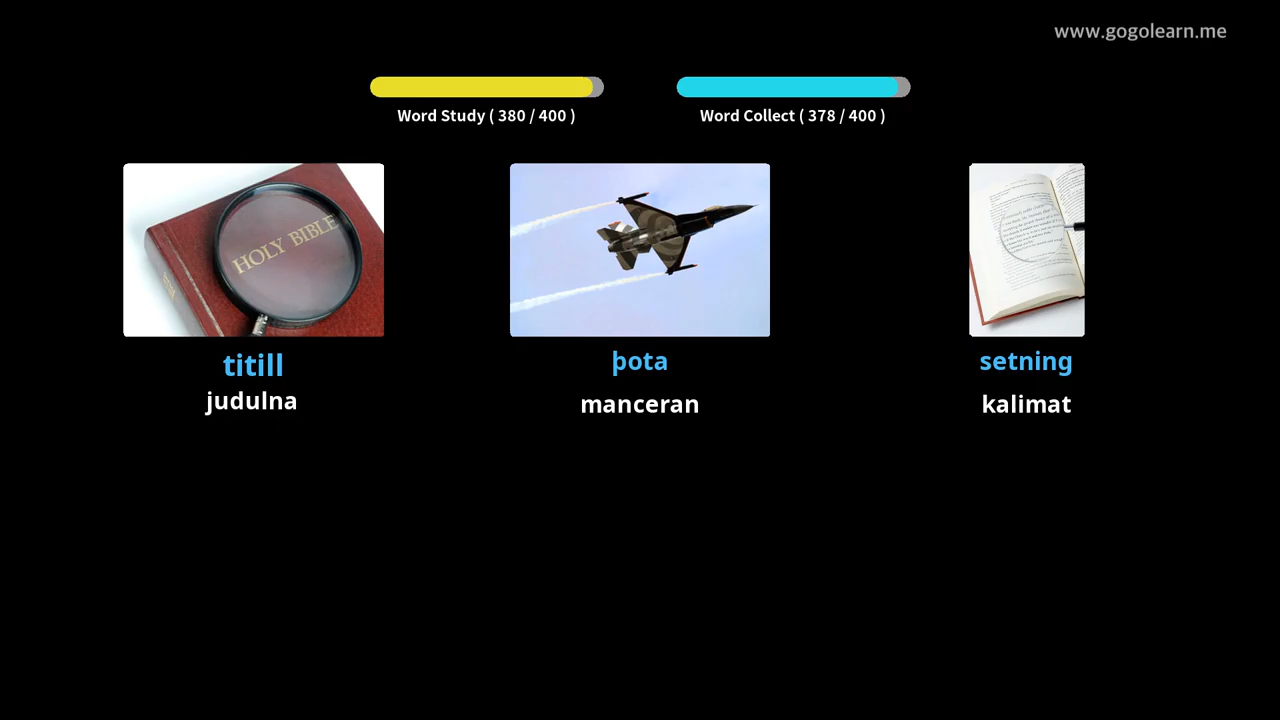 www.gogolearn.me
Word Study ( 380 / 400 )
Word Collect ( 378 / 400 )
HOLY BIBLE
titill
þota
setning
judulna
manceran
kalimat